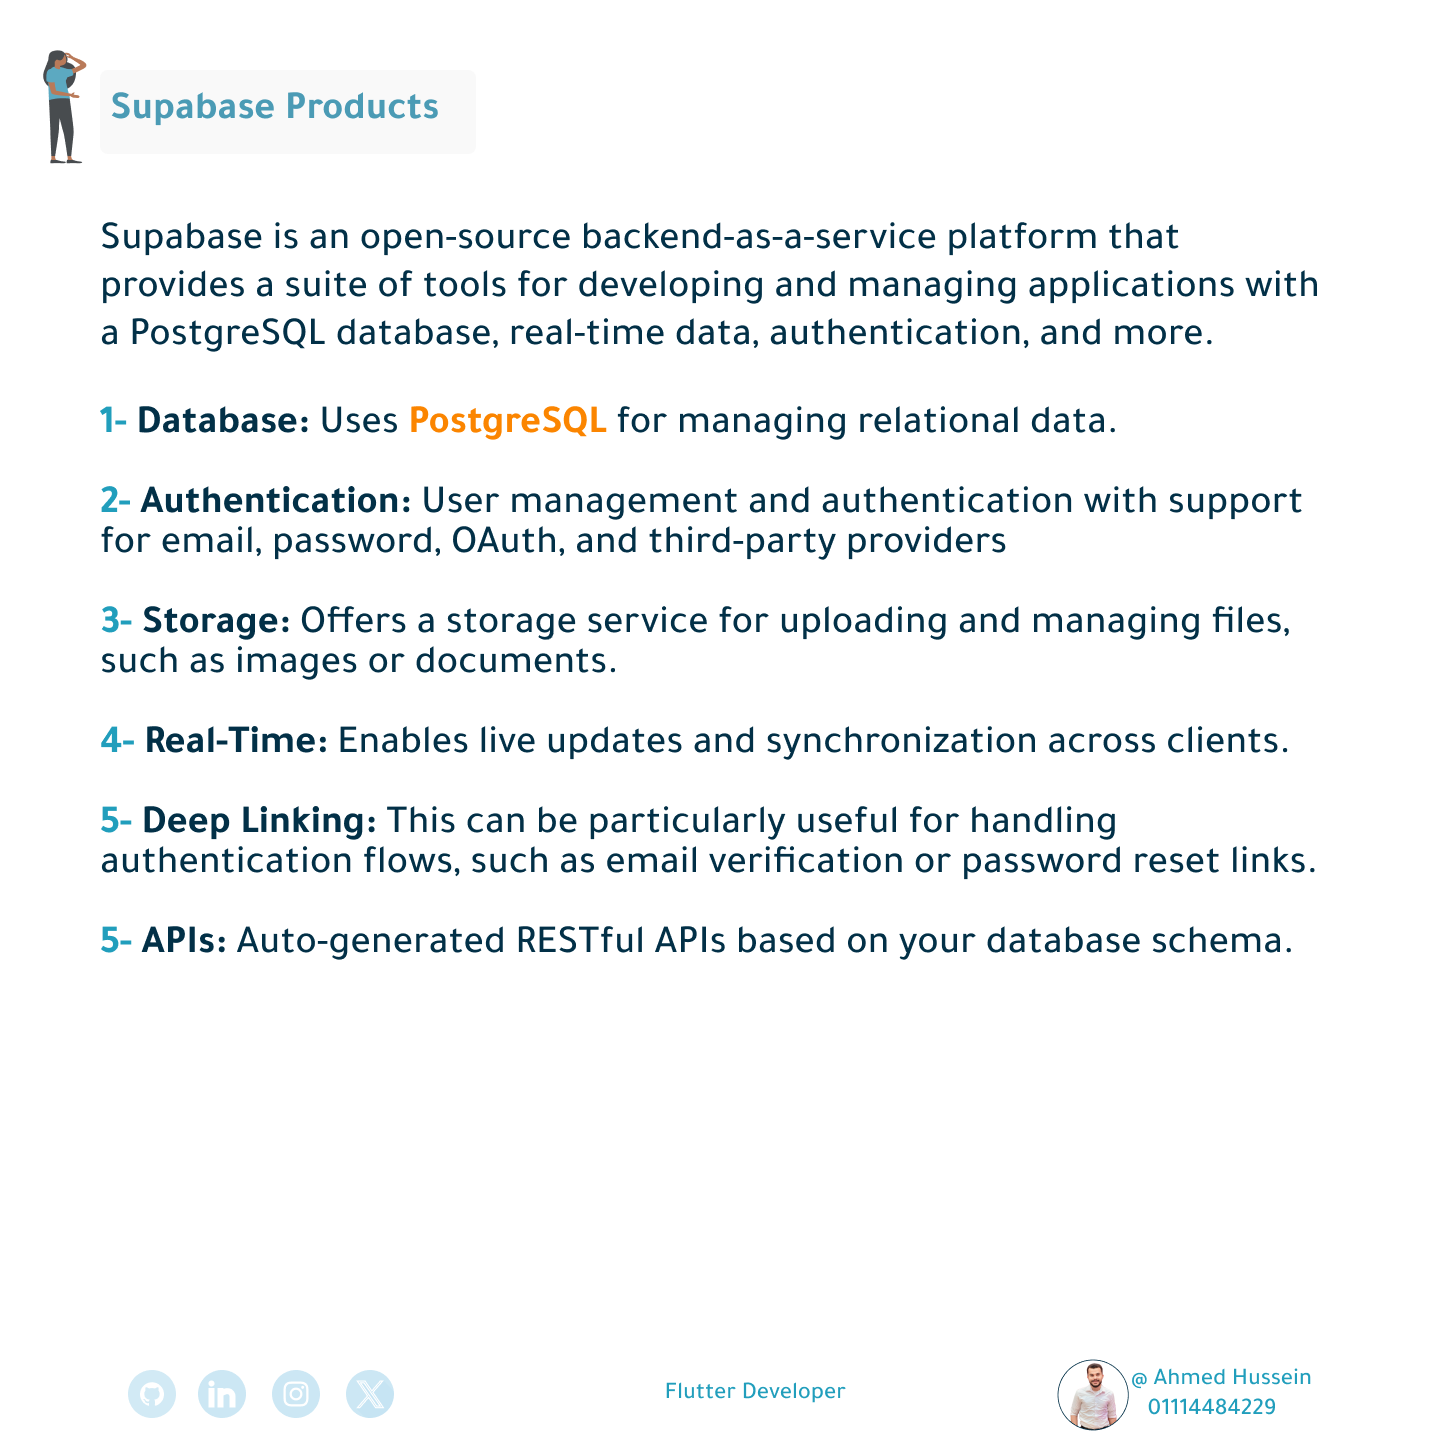 Supabase Products
Supabase is an open-source backend-as-a-service platform that
provides a suite of tools for developing and managing applications with
a PostgreSQL database, real-time data, authentication, and more.
1- Database: Uses PostgreSQL for managing relational data.
2- Authentication: User management and authentication with support
for email, password, OAuth, and third-party providers
3- Storage: Offers a storage service for uploading and managing files,
such as images or documents.
4- Real-Time: Enables live updates and synchronization across clients.
5- Deep Linking: This can be particularly useful for handling
authentication flows, such as email verification or password reset links.
5- APIs: Auto-generated RESTful APIs based on your database schema.
Flutter Developer
@ Ahmed Hussein
01114484229